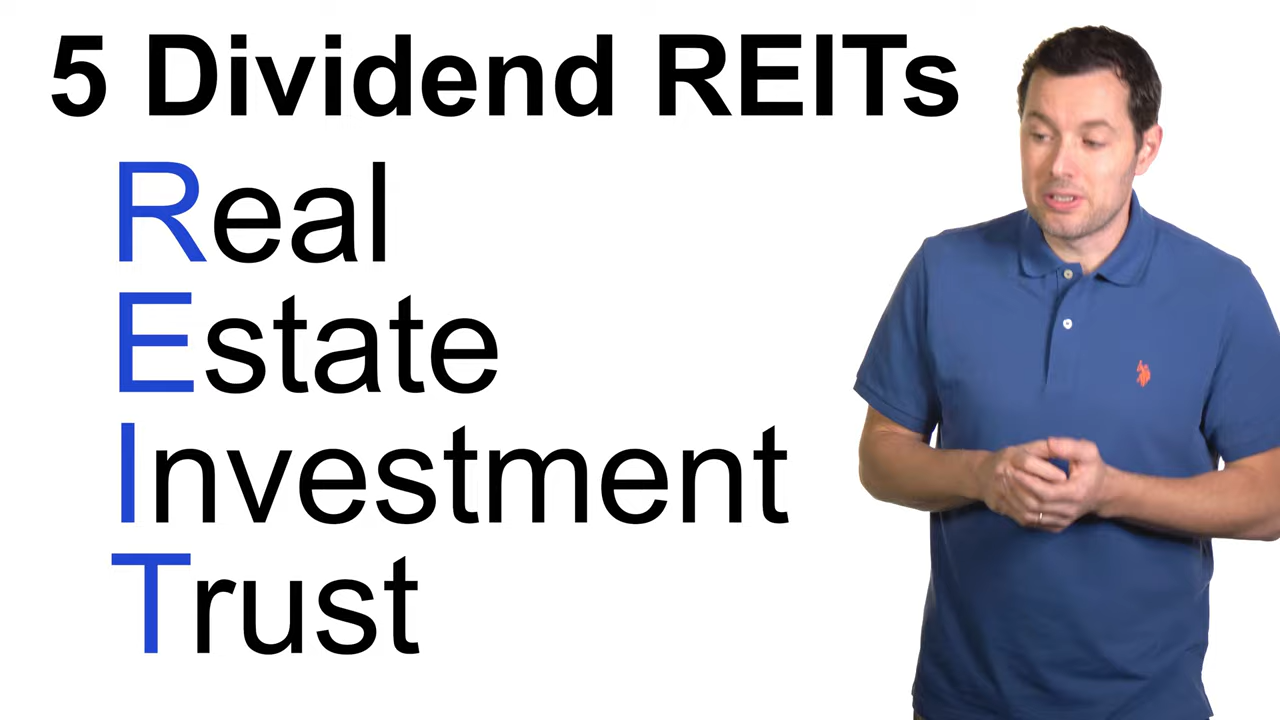 5 Dividend REITs
Real
Estate
Investment
Trust